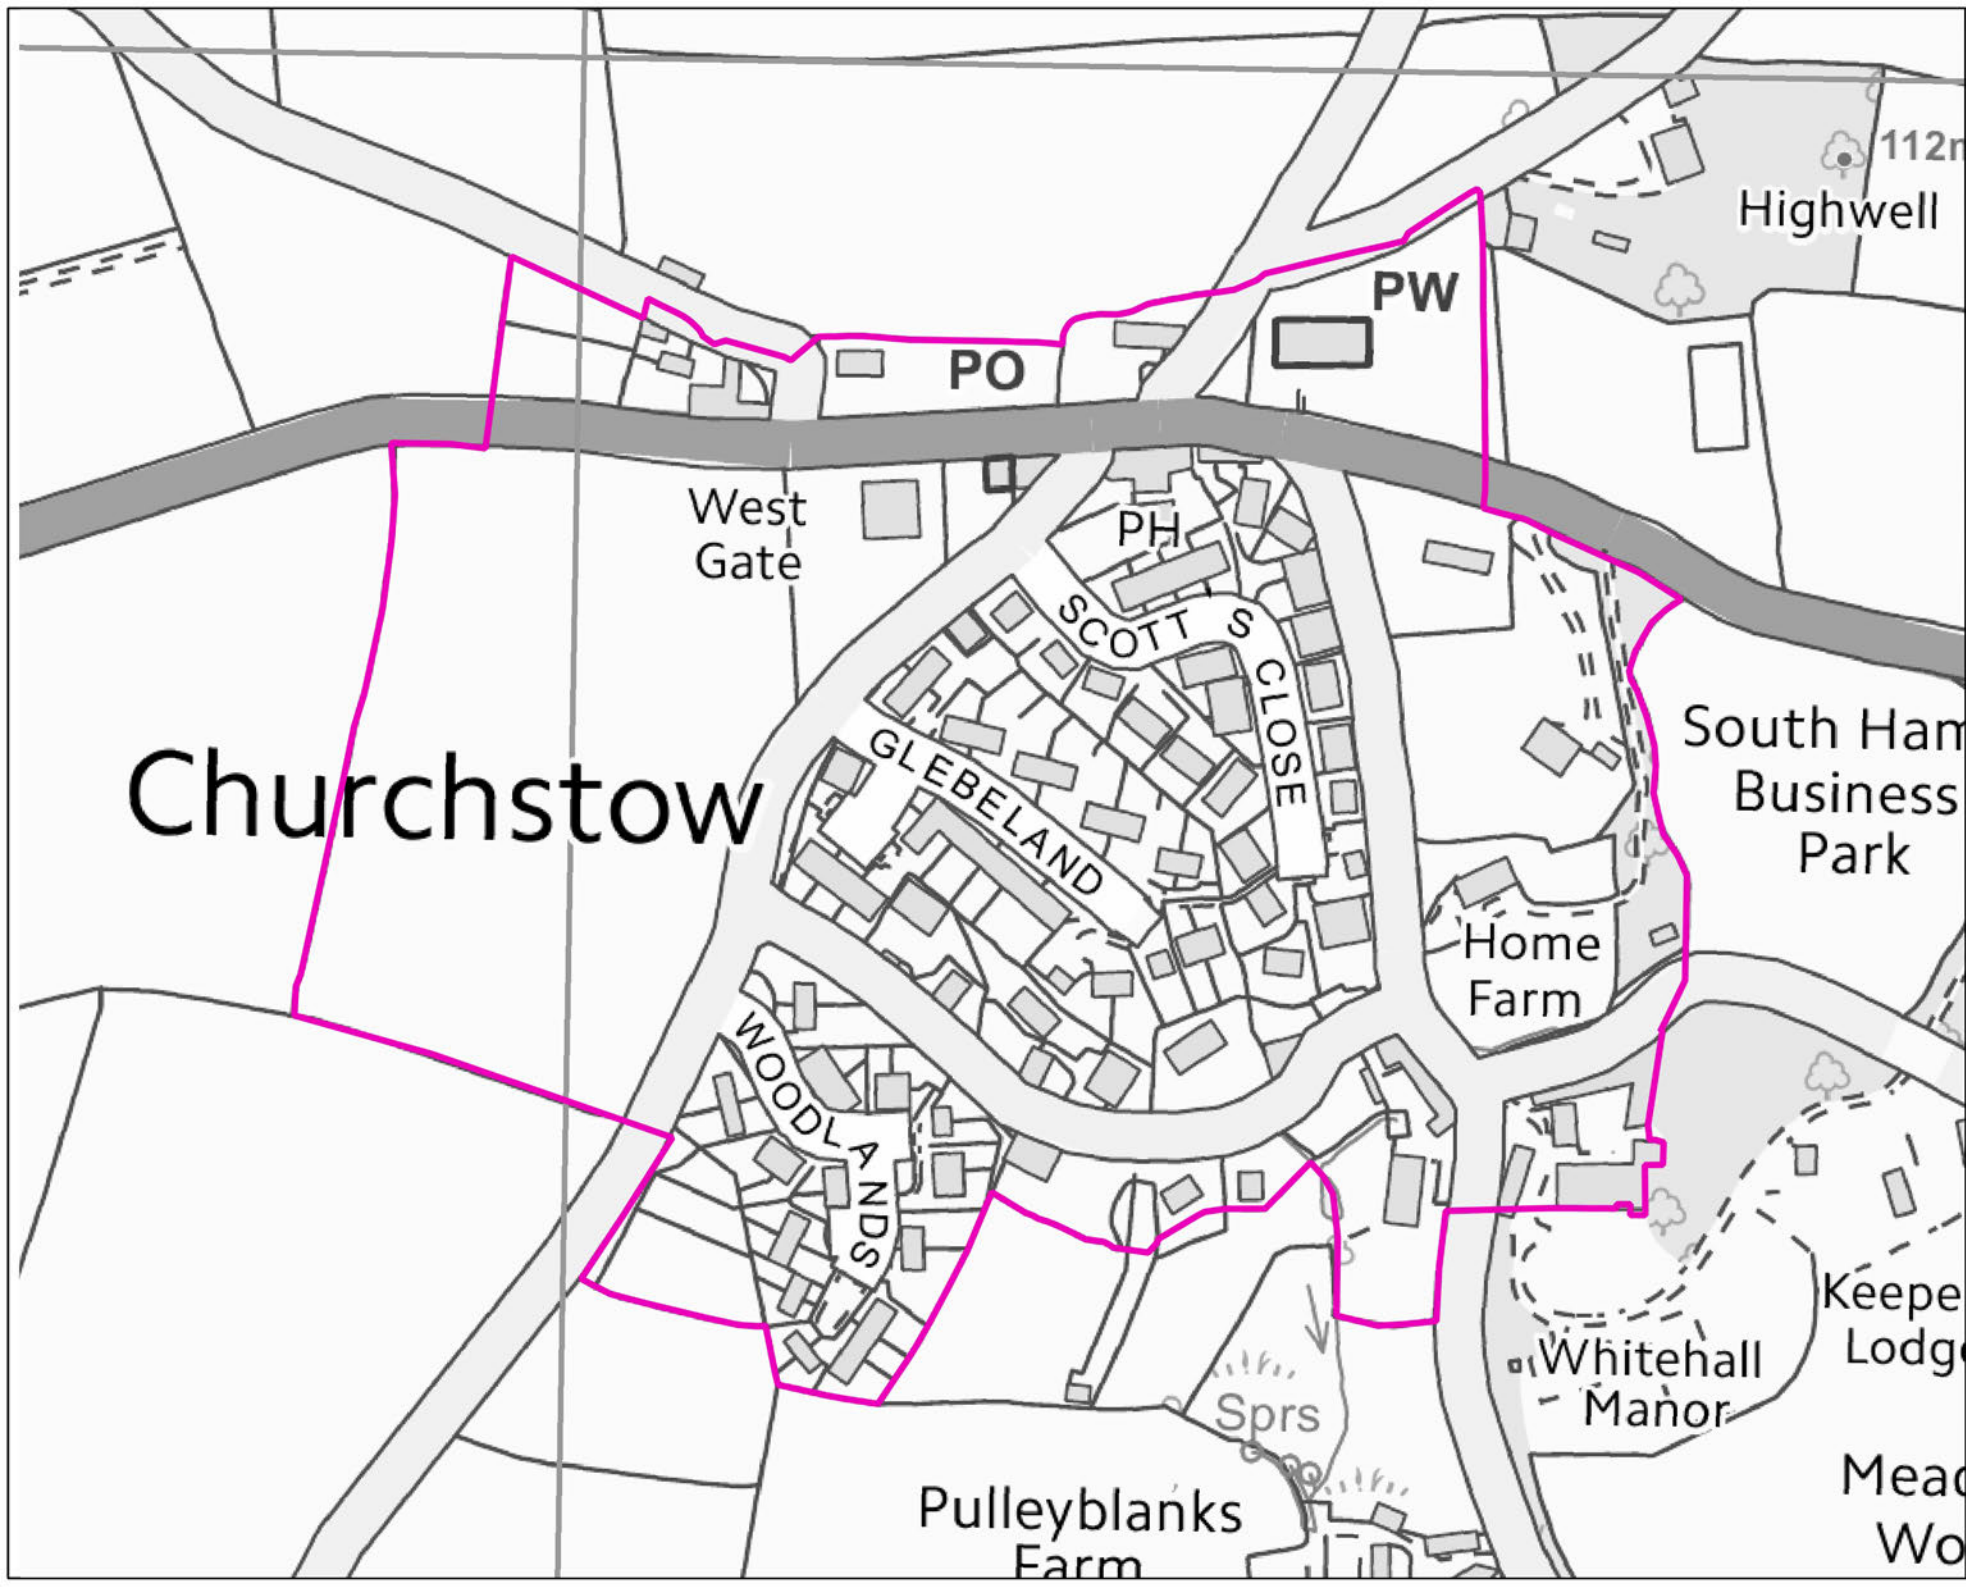 112m
Highwell
PW
PO
West
Gate
PH
SCOTT S CLOSE
South Ham
Business
Park
Churchstow
GLEBELAND
Home
Farm
WOODLANDS
Keepe
Lodge
Whitehall
Manor
Sprs
Mead
Wo
Pulleyblanks
Farm